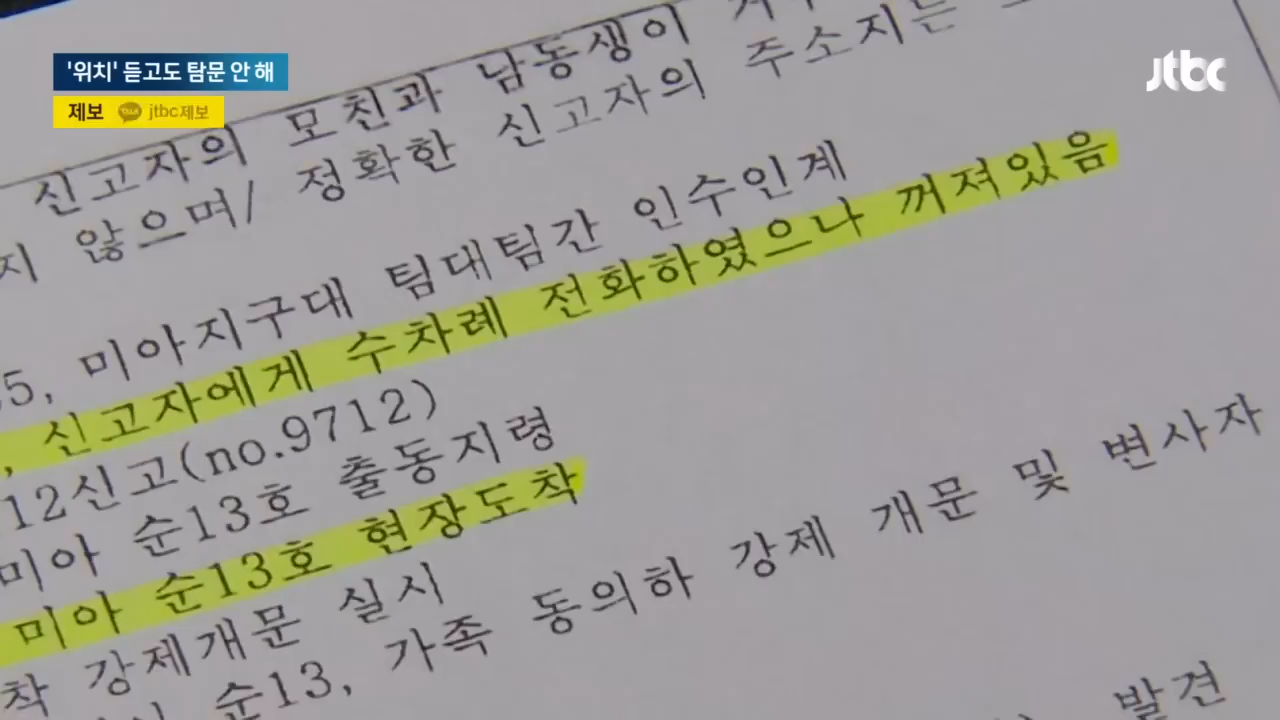 '위치' 듣고도 탐문 안 해
jtbc
제보 Talk jtbc제보
신고자의 모친과 남동생이
지 않으며/ 정확한 신고자의 주소지는
5, 미아지구대 팀대팀간 인수인계
, 신고자에게 수차례 전화하였으나 꺼져있음
12신고(no.9712)
미아 순13호 출동지령
미아 순13호 현장도착
착 강제개문 실시
순13, 가족 동의하 강제 개문 및 변사자
발견